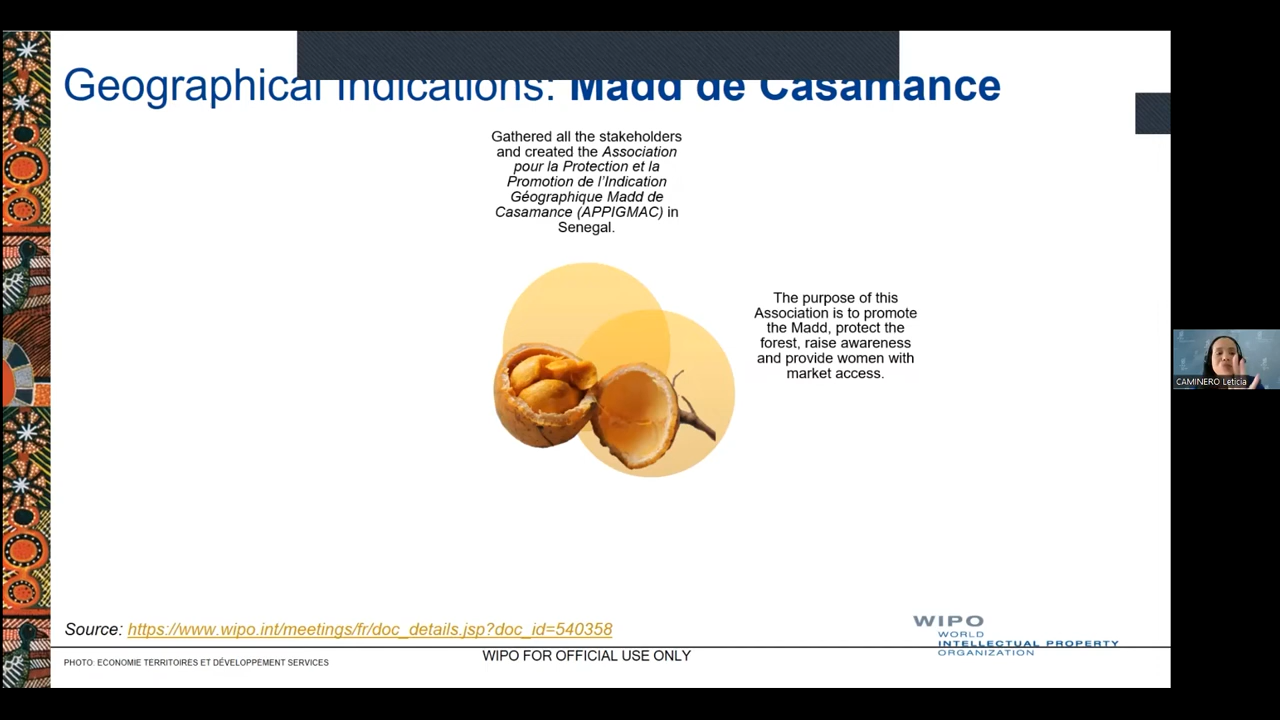 Geographical Indications: Madd de Casamance
Gathered all the stakeholders
and created the Association
pour la Protection et la
Promotion de l'Indication
Géographique Madd de
Casamance (APPIGMAC) in
Senegal.
The purpose of this
Association is to promote
the Madd, protect the
forest, raise awareness
and provide women with
market access.
CAMINERO Leticia
Source: https://www.wipo.int/meetings/fr/doc_details.jsp?doc_id=540358
WIPO
WORLD
INTELLECTUAL PROPERTY
ORGANIZATION
WIPO FOR OFFICIAL USE ONLY
PHOTO: ECONOMIE TERRITOIRES ET DÉVELOPPEMENT SERVICES